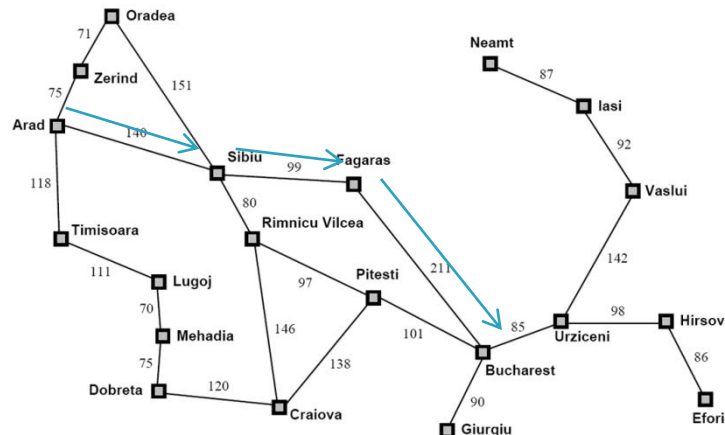 Oradea
71
Neamt
Zerind
87
151
75
Iasi
Arad
140
92
Sibiu
99
Fagaras
118
80
Vaslui
Timisoara
Rimnicu Vilcea
111
211
142
Lugoj
97
Pitesti
70
98
Hirsov
146
101
85
Urziceni
Mehadia
138
86
75
Bucharest
120
Dobreta
90
Craiova
Efori
Giurgiu